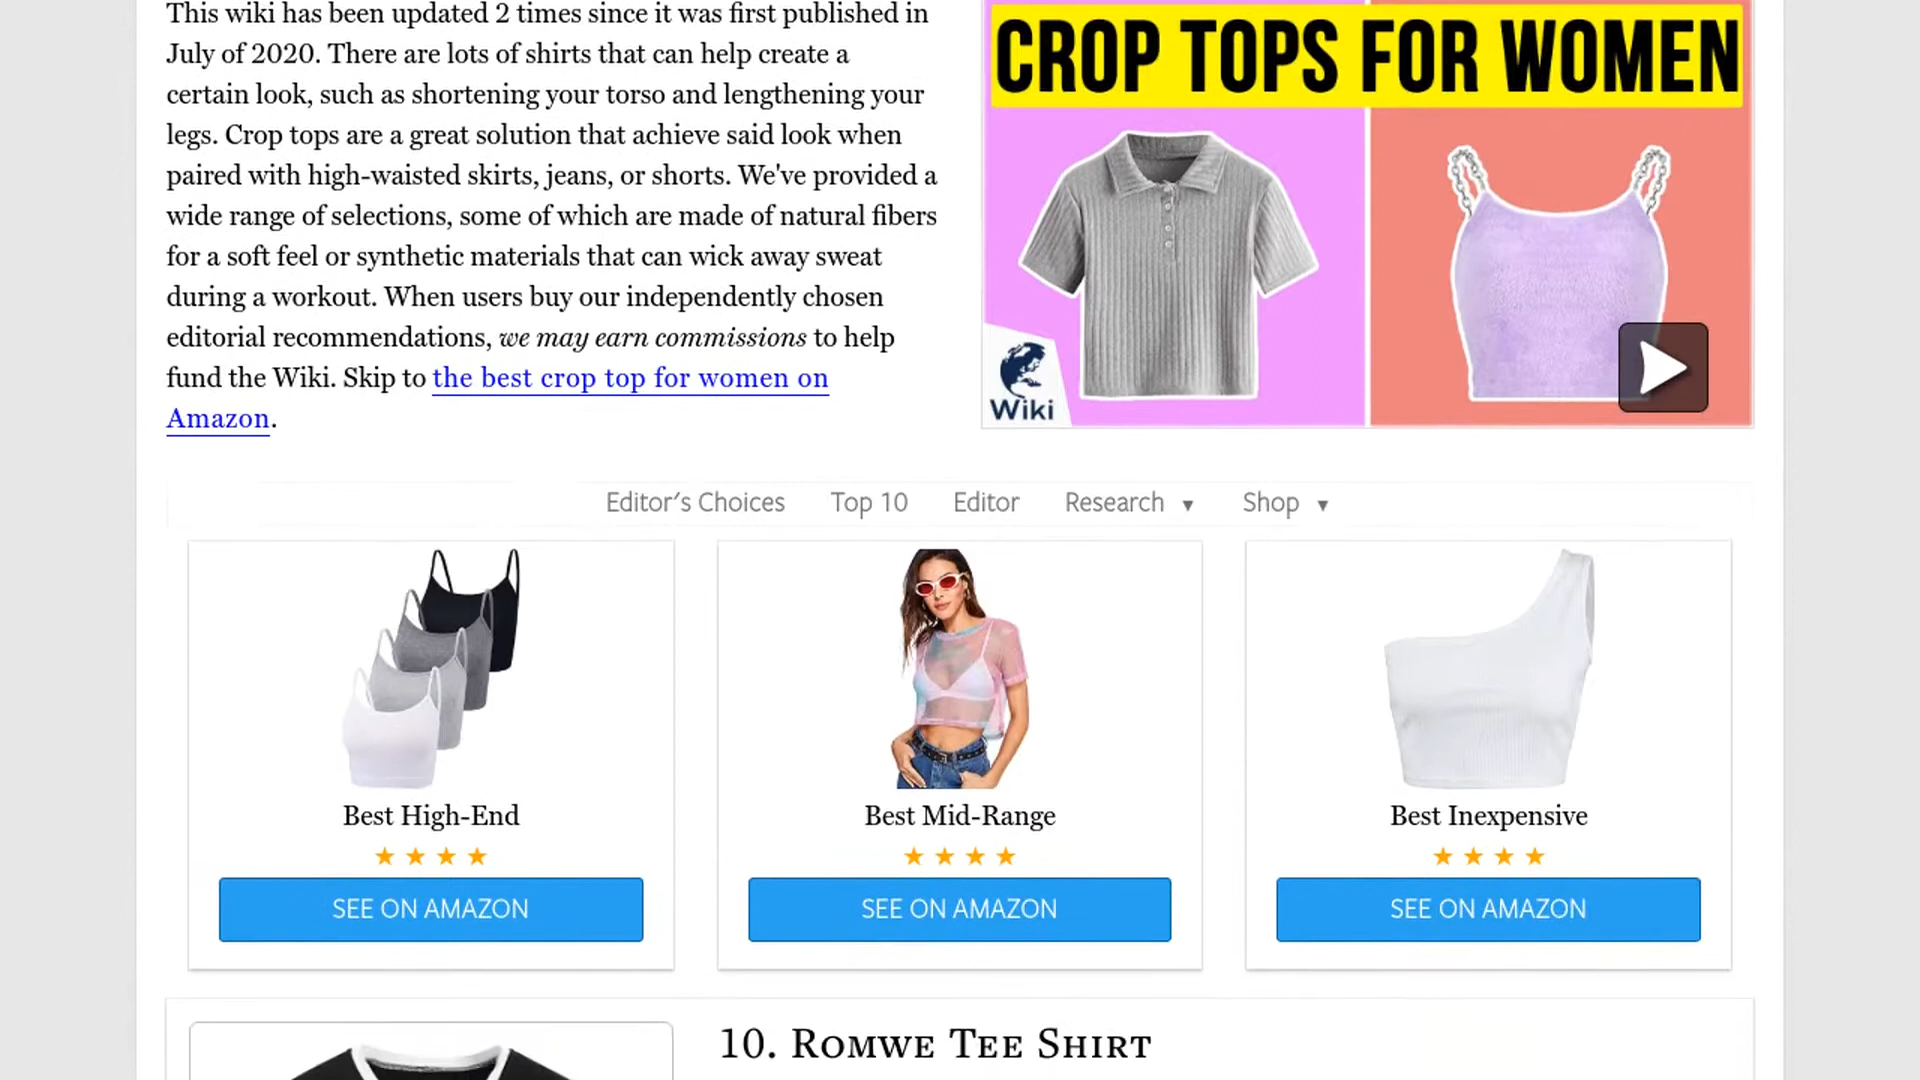 This wiki has been updated 2 times since it was first published in
July of 2020. There are lots of shirts that can help create a
certain look, such as shortening your torso and lengthening your
legs. Crop tops are a great solution that achieve said look when
paired with high-waisted skirts, jeans, or shorts. We've provided a
wide range of selections, some of which are made of natural fibers
for a soft feel or synthetic materials that can wick away sweat
during a workout. When users buy our independently chosen
editorial recommendations, we may earn commissions to help
fund the Wiki. Skip to the best crop top for women on
Amazon.
CROP TOPS FOR WOMEN
Wiki
Editor's Choices Top 10 Editor Research ▼ Shop ▼
Best High-End
★ ★ ★ ★
SEE ON AMAZON
Best Mid-Range
★ ★ ★ ★
SEE ON AMAZON
Best Inexpensive
★ ★ ★ ★
SEE ON AMAZON
10. Romwe Tee Shirt